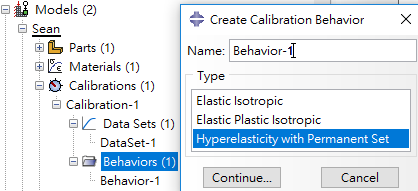 Models (2)
Sean
Parts (1)
Materials (1)
Calibrations (1)
Calibration-1
Data Sets (1)
DataSet-1
Behaviors (1)
Behavior-1
Create Calibration Behavior
Name: Behavior-1
Type
Elastic Isotropic
Elastic Plastic Isotropic
Hyperelasticity with Permanent Set
Continue...
Cancel